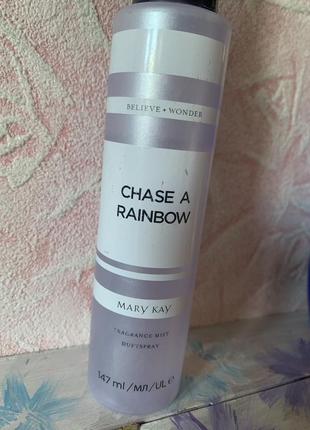 BELIEVE + WONDER
CHASE A
RAINBOW
MARY KAY
FRAGRANCE MIST
DUFTSPRAY
147 ml / МЛ / UL ℮